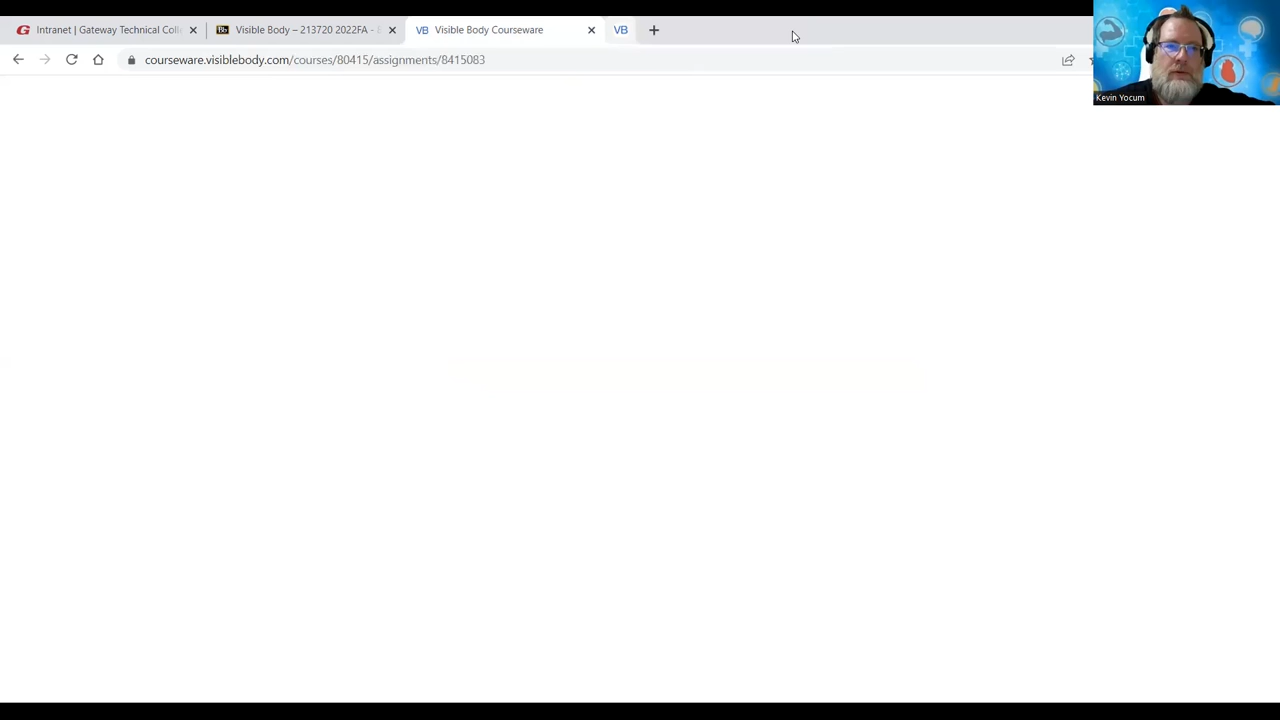 Intranet | Gateway Technical Coll
Visible Body – 213720 2022FA -
Visible Body Courseware
VB
courseware.visiblebody.com/courses/80415/assignments/8415083
Kevin Yocum